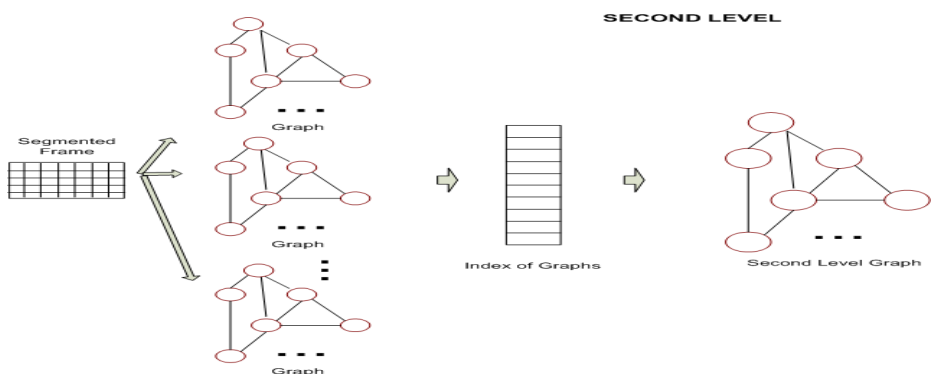 SECOND LEVEL
Graph
Segmented
Frame
Graph
Index of Graphs
Second Level Graph
Graph